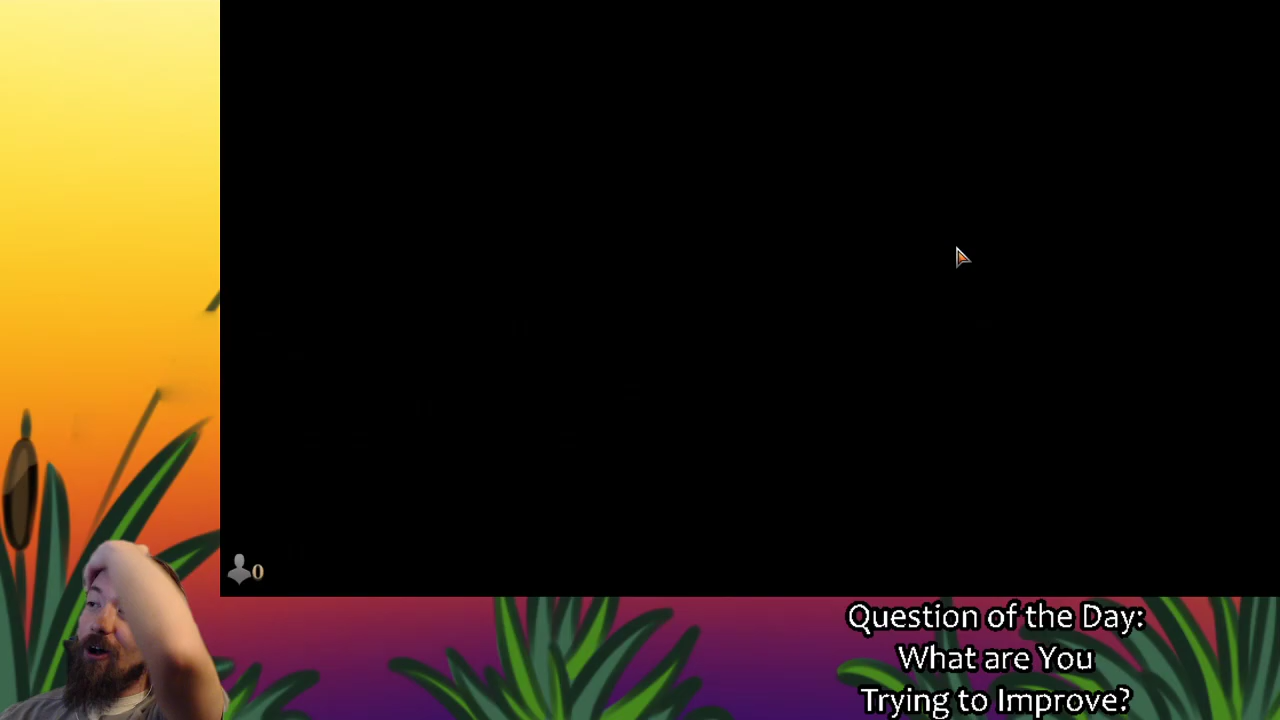 0
Question of the Day:
What are You
Trying to Improve?